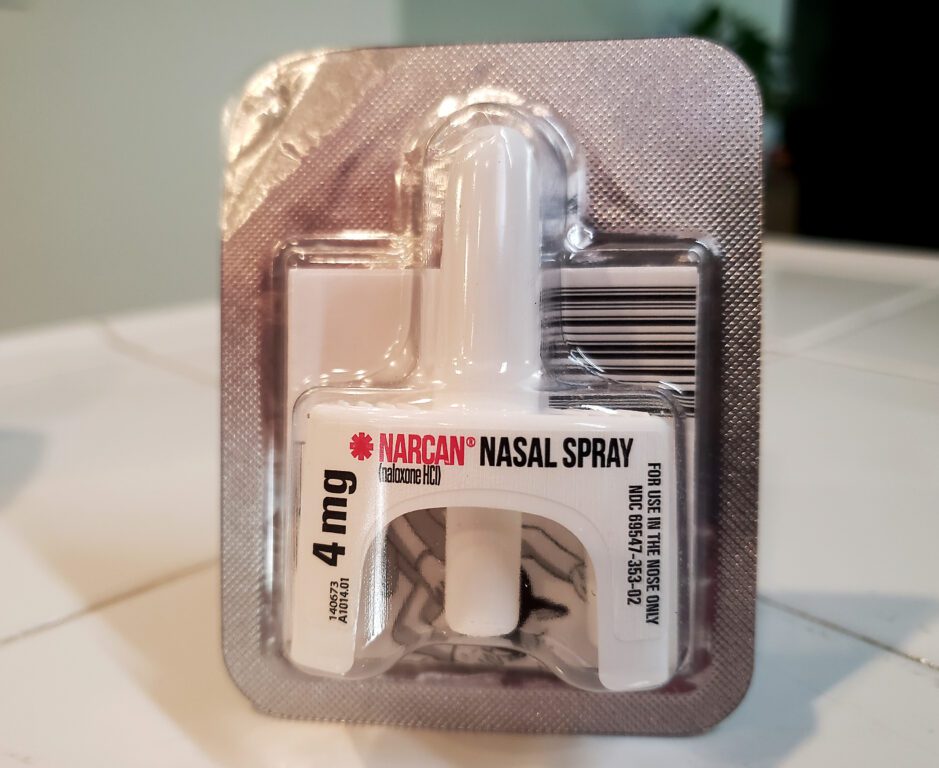 NARCAN® NASAL SPRAY
(naloxone HCl)
4 mg
140673
A1014.01
FOR USE IN THE NOSE ONLY
NDC 69547-353-02